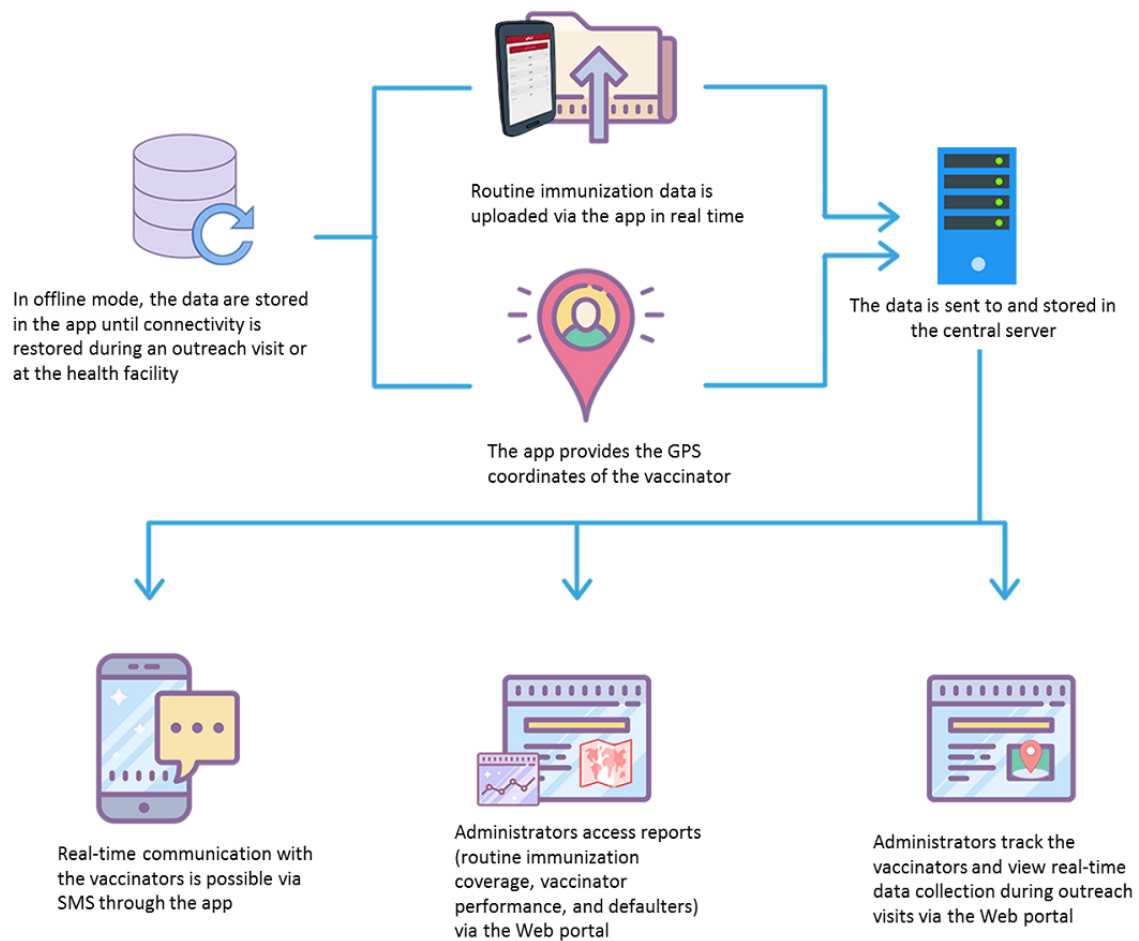 Routine immunization data is
uploaded via the app in real time
In offline mode, the data are stored
in the app until connectivity is
restored during an outreach visit or
at the health facility
The data is sent to and stored in
the central server
The app provides the GPS
coordinates of the vaccinator
Real-time communication with
the vaccinators is possible via
SMS through the app
Administrators access reports
(routine immunization
coverage, vaccinator
performance, and defaulters)
via the Web portal
Administrators track the
vaccinators and view real-time
data collection during outreach
visits via the Web portal